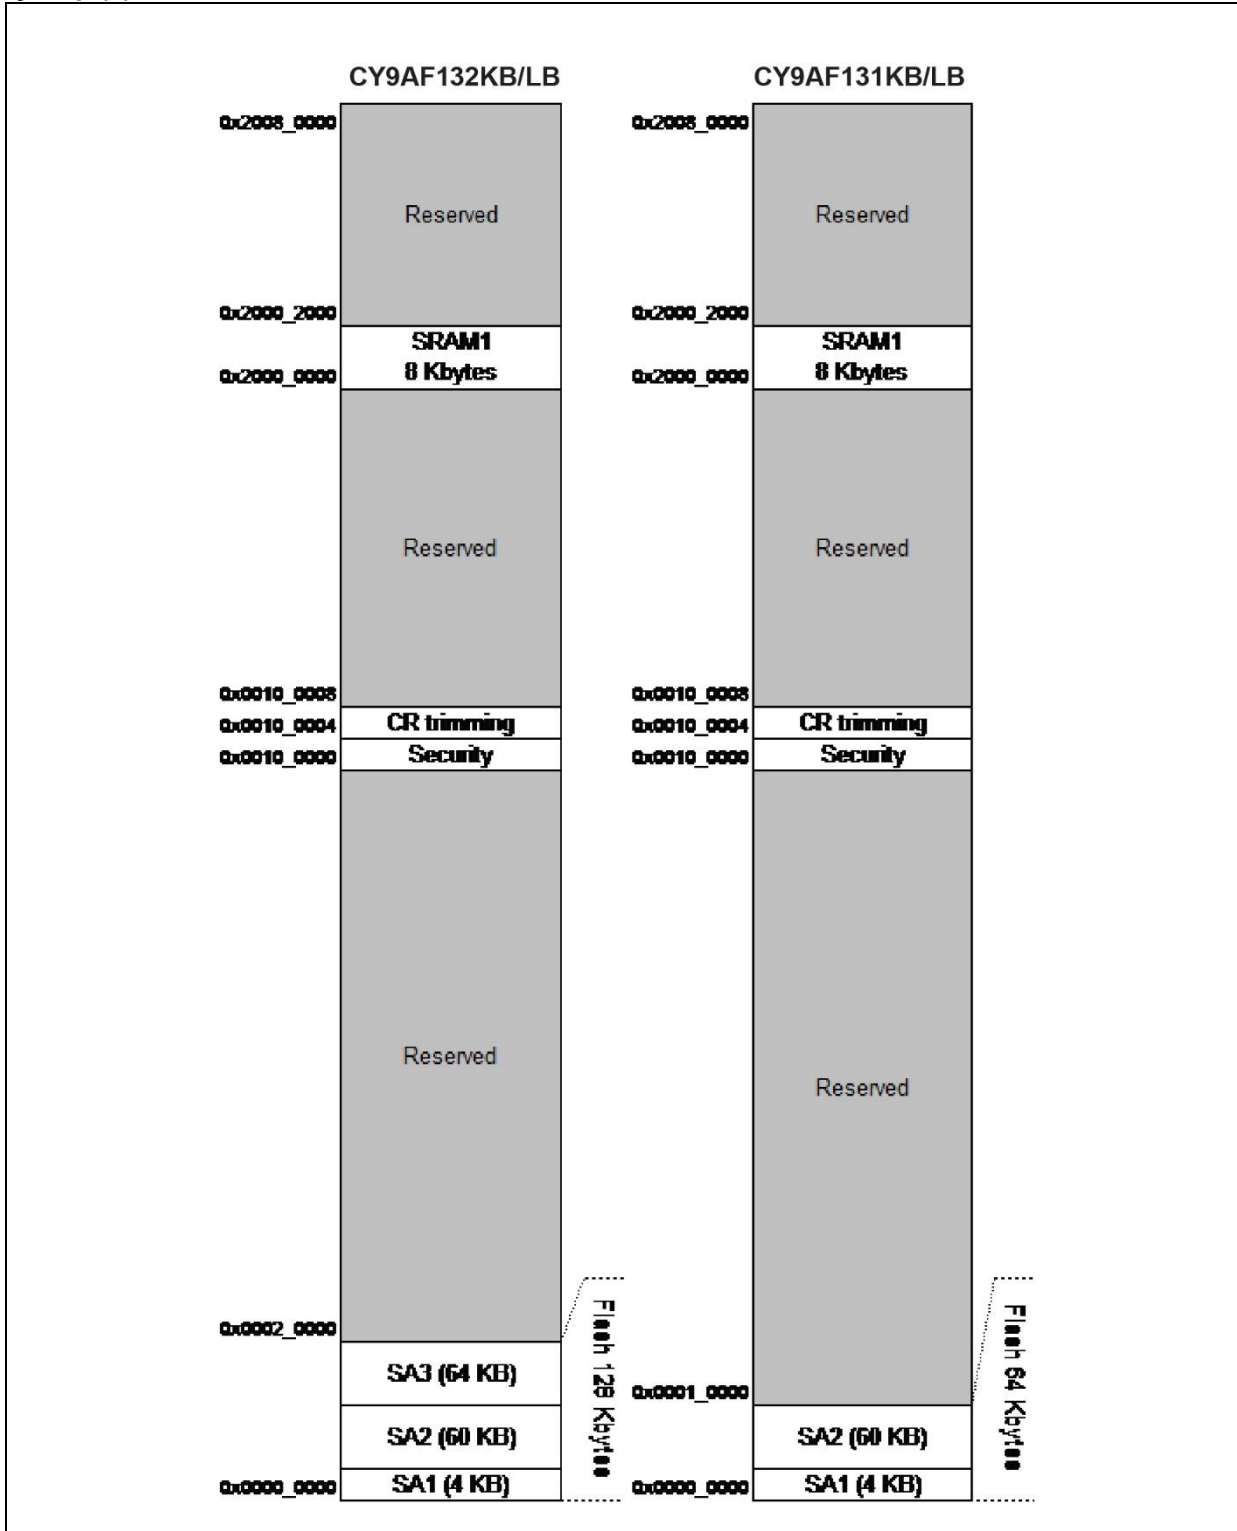 CY9AF132KB/LB
0x2008_0000
Reserved
0x2000_2000
SRAM1
8 Kbytes
0x2000_0000
Reserved
0x0010_0008
CR trimming
0x0010_0004
Security
0x0010_0000
Reserved
0x0002_0000
SA3 (64 KB)
SA2 (60 KB)
SA1 (4 KB)
0x0000_0000
Flash 128 Kbytes
CY9AF131KB/LB
0x2008_0000
Reserved
0x2000_2000
SRAM1
8 Kbytes
0x2000_0000
Reserved
0x0010_0008
CR trimming
0x0010_0004
Security
0x0010_0000
Reserved
0x0001_0000
SA2 (60 KB)
SA1 (4 KB)
0x0000_0000
Flash 64 Kbytes